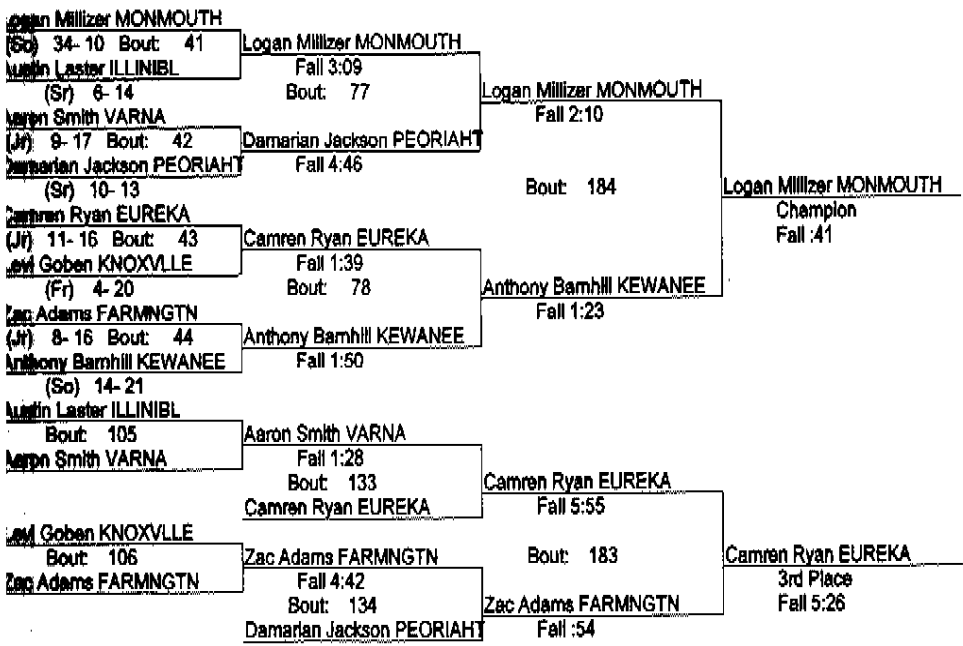 Logan Millizer MONMOUTH
(So) 34- 10 Bout: 41
Austin Laster ILLINIBL
(Sr) 6- 14
Aaron Smith VARNA
(Jr) 9- 17 Bout: 42
Damarian Jackson PEORIAHT
(Sr) 10- 13
Camren Ryan EUREKA
(Jr) 11- 16 Bout: 43
Levi Goben KNOXVLLE
(Fr) 4- 20
Zac Adams FARMNGTN
(Jr) 8- 16 Bout: 44
Anthony Barnhill KEWANEE
(So) 14- 21
Austin Laster ILLINIBL
Bout: 105
Aaron Smith VARNA
Levi Goben KNOXVLLE
Bout: 106
Zac Adams FARMNGTN
Logan Millizer MONMOUTH
Fall 3:09
Bout: 77
Damarian Jackson PEORIAHT
Fall 4:46
Camren Ryan EUREKA
Fall 1:39
Bout: 78
Anthony Barnhill KEWANEE
Fall 1:50
Aaron Smith VARNA
Fall 1:28
Bout: 133
Camren Ryan EUREKA
Zac Adams FARMNGTN
Fall 4:42
Bout: 134
Damarian Jackson PEORIAHT
Logan Millizer MONMOUTH
Fall 2:10
Bout: 184
Anthony Barnhill KEWANEE
Fall 1:23
Camren Ryan EUREKA
Fall 5:55
Bout: 183
Zac Adams FARMNGTN
Fall :54
Logan Millizer MONMOUTH
Champion
Fall :41
Camren Ryan EUREKA
3rd Place
Fall 5:26